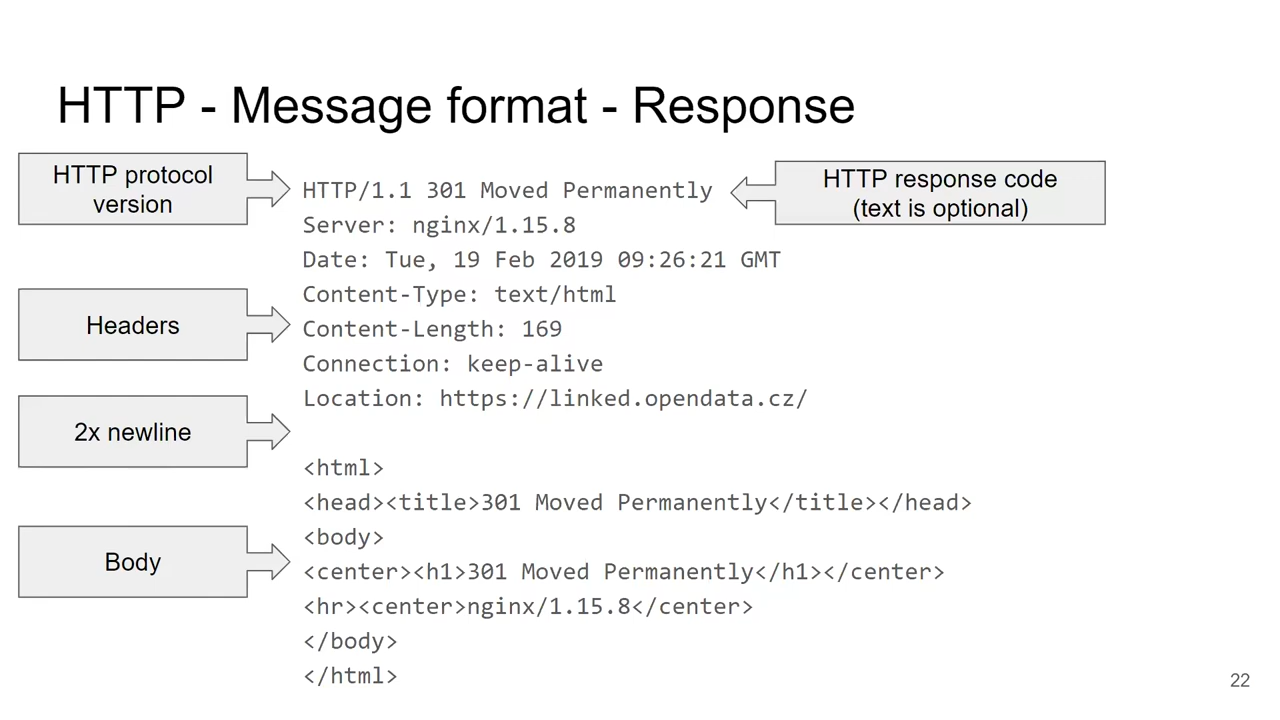 HTTP - Message format - Response
HTTP protocol
version
HTTP/1.1 301 Moved Permanently
HTTP response code
(text is optional)
Server: nginx/1.15.8
Date: Tue, 19 Feb 2019 09:26:21 GMT
Content-Type: text/html
Headers
Content-Length: 169
Connection: keep-alive
Location: https://linked.opendata.cz/
2x newline
<html>
<head><title>301 Moved Permanently</title></head>
<body>
Body
<center><h1>301 Moved Permanently</h1></center>
<hr><center>nginx/1.15.8</center>
</body>
</html>
22